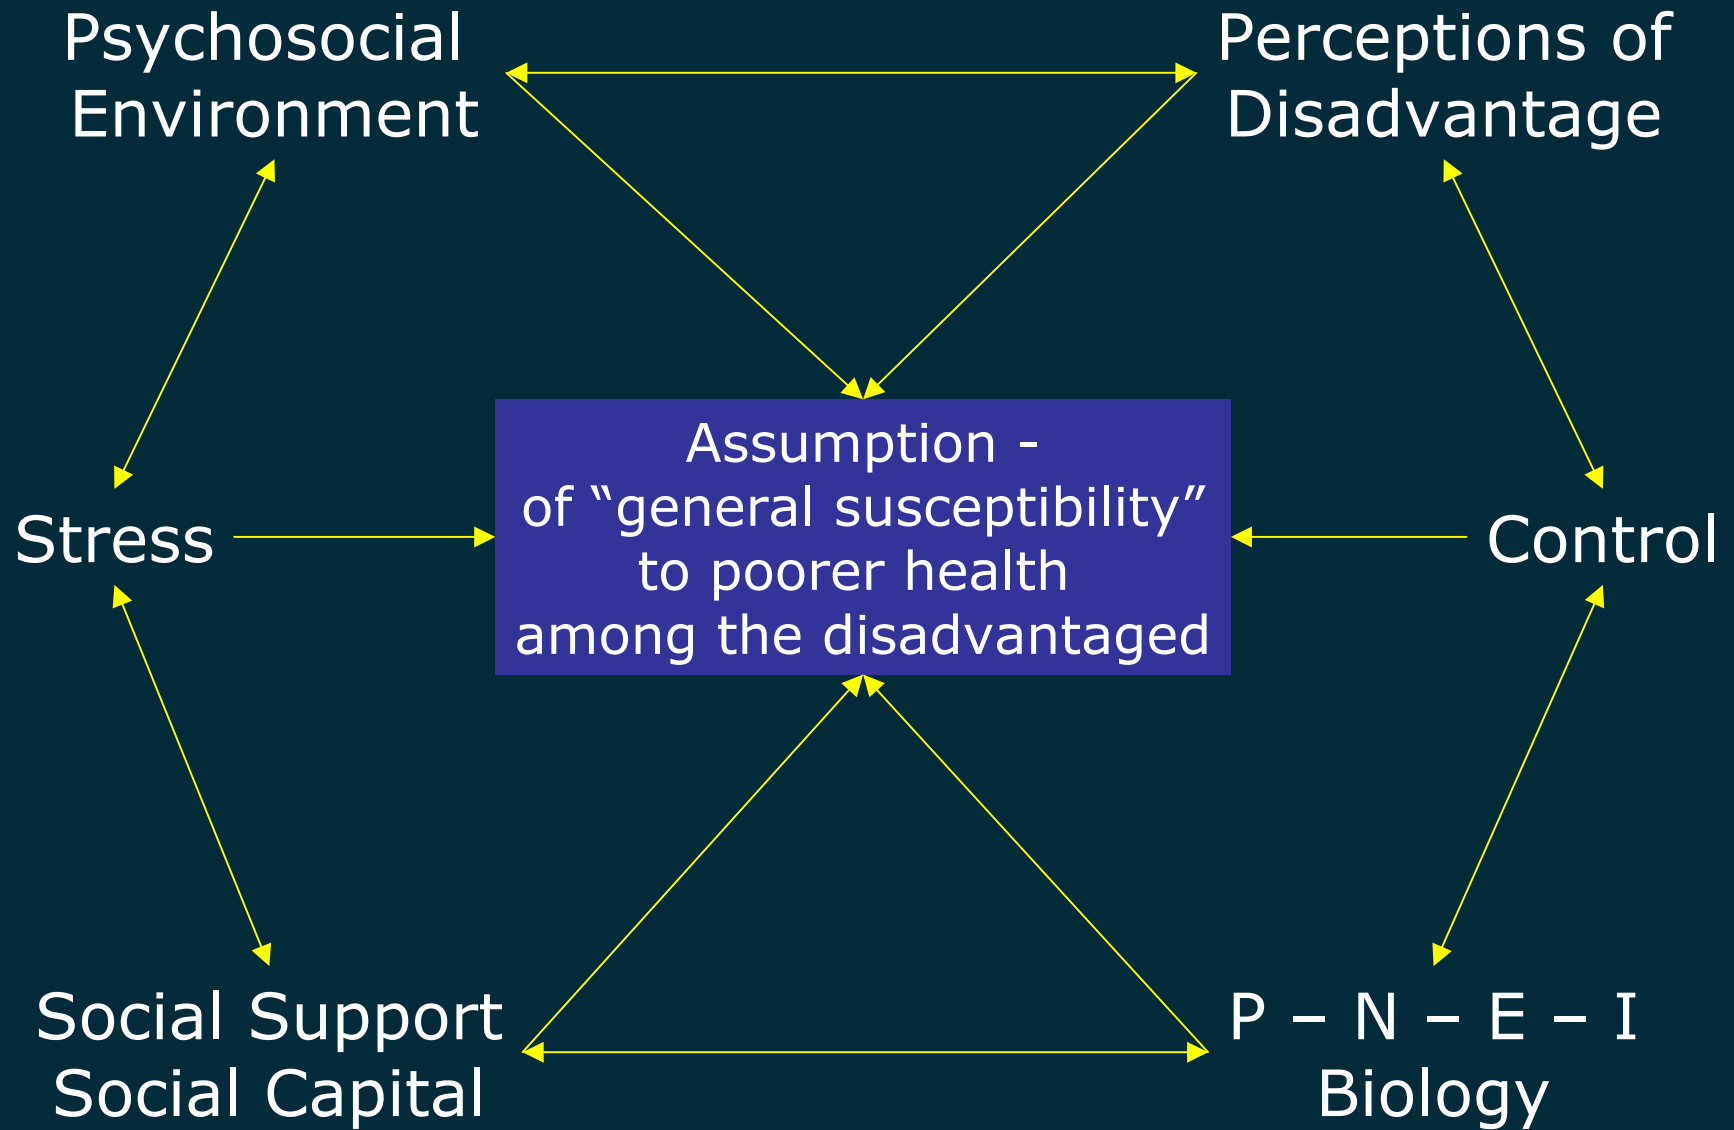 Psychosocial
Environment
Perceptions of
Disadvantage
Assumption -
of “general susceptibility”
to poorer health
among the disadvantaged
Stress
Control
Social Support
Social Capital
P – N – E – I
Biology